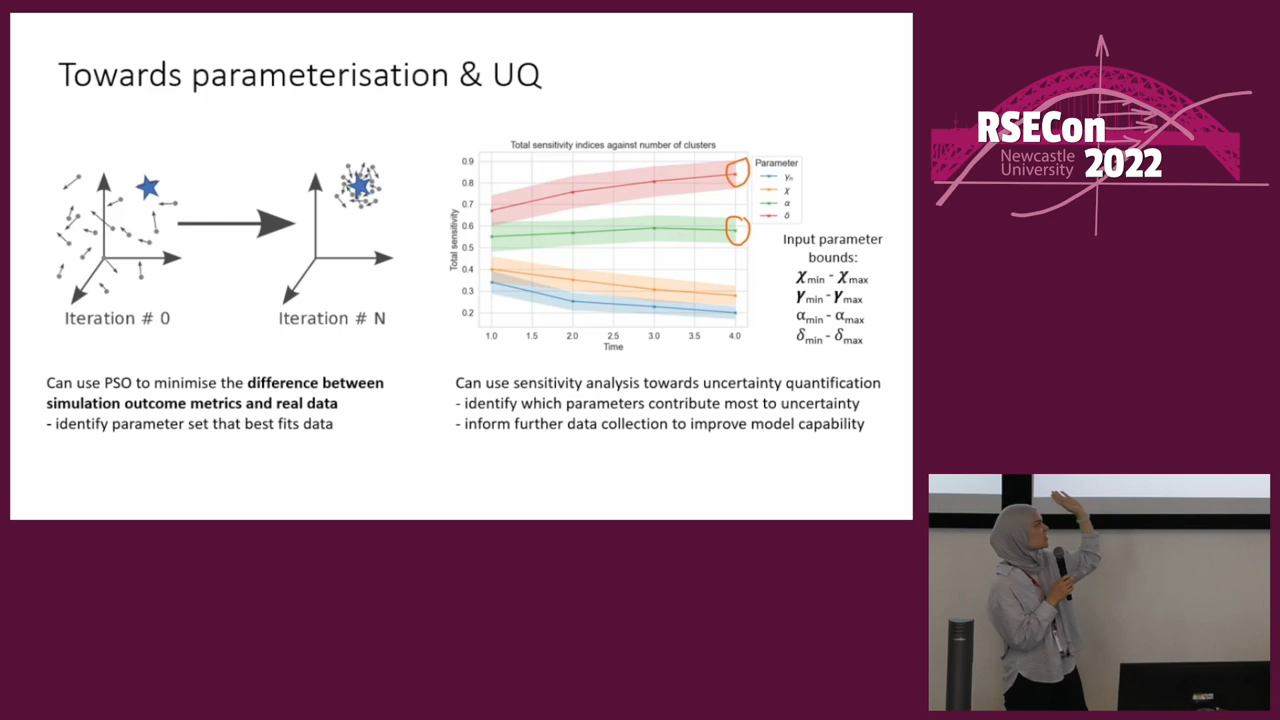 Towards parameterisation & UQ
Iteration # 0
Iteration # N
Can use PSO to minimise the difference between
simulation outcome metrics and real data
- identify parameter set that best fits data
Total sensitivity indices against number of clusters
Total sensitivity
0.9
0.8
0.7
0.6
0.5
0.4
0.3
0.2
1.0 1.5 2.0 2.5 3.0 3.5 4.0
Time
Parameter
γₙ
χ
α
δ
Input parameter
bounds:
χmin - χmax
γmin - γmax
αmin - αmax
δmin - δmax
Can use sensitivity analysis towards uncertainty quantification
- identify which parameters contribute most to uncertainty
- inform further data collection to improve model capability
RSECon
Newcastle
University 2022